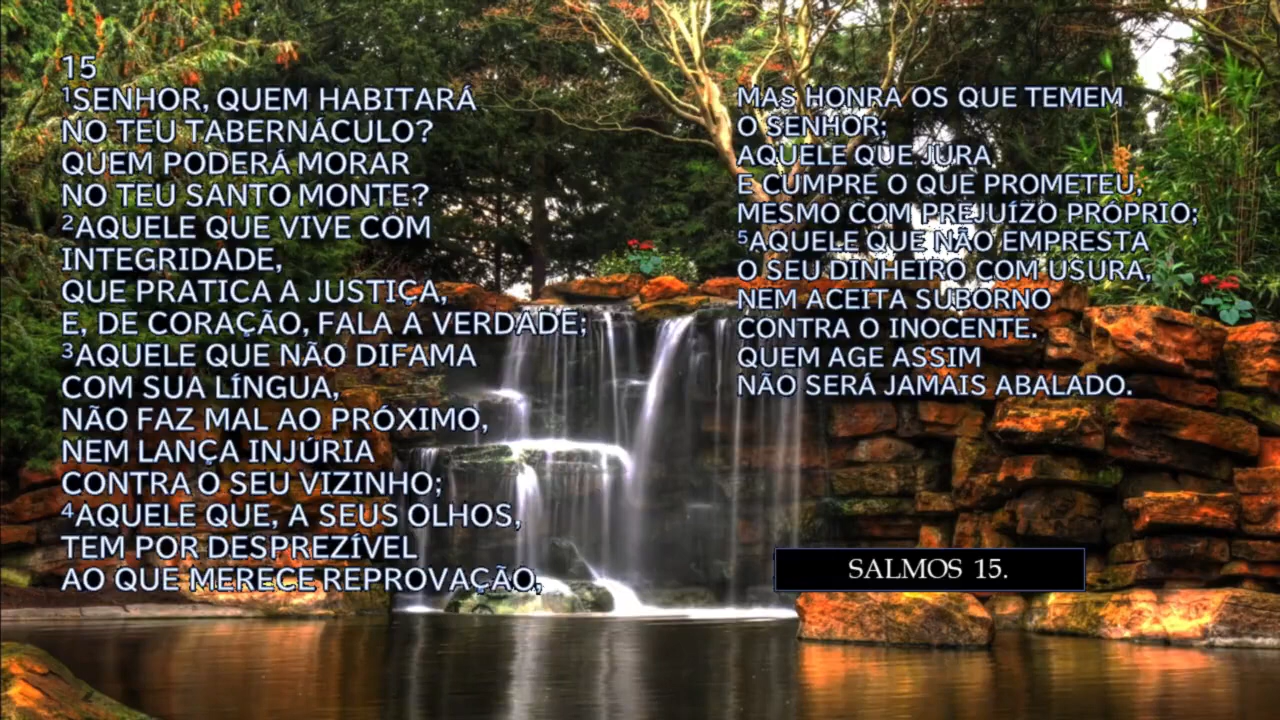 15
¹SENHOR, QUEM HABITARÁ
NO TEU TABERNÁCULO?
QUEM PODERÁ MORAR
NO TEU SANTO MONTE?
²AQUELE QUE VIVE COM
INTEGRIDADE,
QUE PRATICA A JUSTIÇA,
E, DE CORAÇÃO, FALA A VERDADE;
³AQUELE QUE NÃO DIFAMA
COM SUA LÍNGUA,
NÃO FAZ MAL AO PRÓXIMO,
NEM LANÇA INJÚRIA
CONTRA O SEU VIZINHO;
⁴AQUELE QUE, A SEUS OLHOS,
TEM POR DESPREZÍVEL
AO QUE MERECE REPROVAÇÃO,
MAS HONRA OS QUE TEMEM
O SENHOR;
AQUELE QUE JURA
E CUMPRE O QUE PROMETEU,
MESMO COM PREJUÍZO PRÓPRIO;
⁵AQUELE QUE NÃO EMPRESTA
O SEU DINHEIRO COM USURA,
NEM ACEITA SUBORNO
CONTRA O INOCENTE.
QUEM AGE ASSIM
NÃO SERÁ JAMAIS ABALADO.
SALMOS 15.